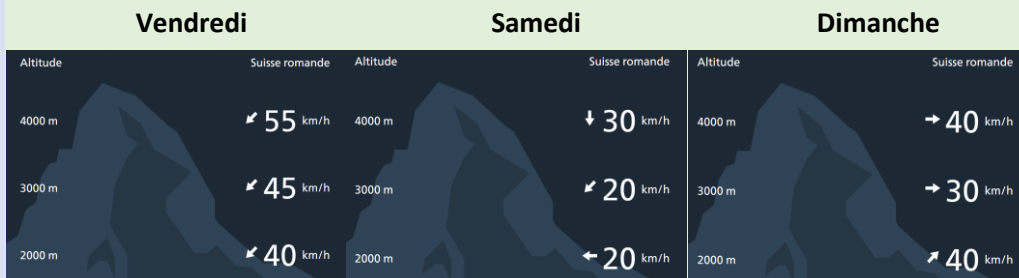 Vendredi Samedi Dimanche
Altitude Suisse romande Altitude Suisse romande Altitude Suisse romande
4000 m ↙ 55 km/h 4000 m ↓ 30 km/h 4000 m → 40 km/h
3000 m ↙ 45 km/h 3000 m ↙ 20 km/h 3000 m → 30 km/h
2000 m ↙ 40 km/h 2000 m ← 20 km/h 2000 m ↗ 40 km/h